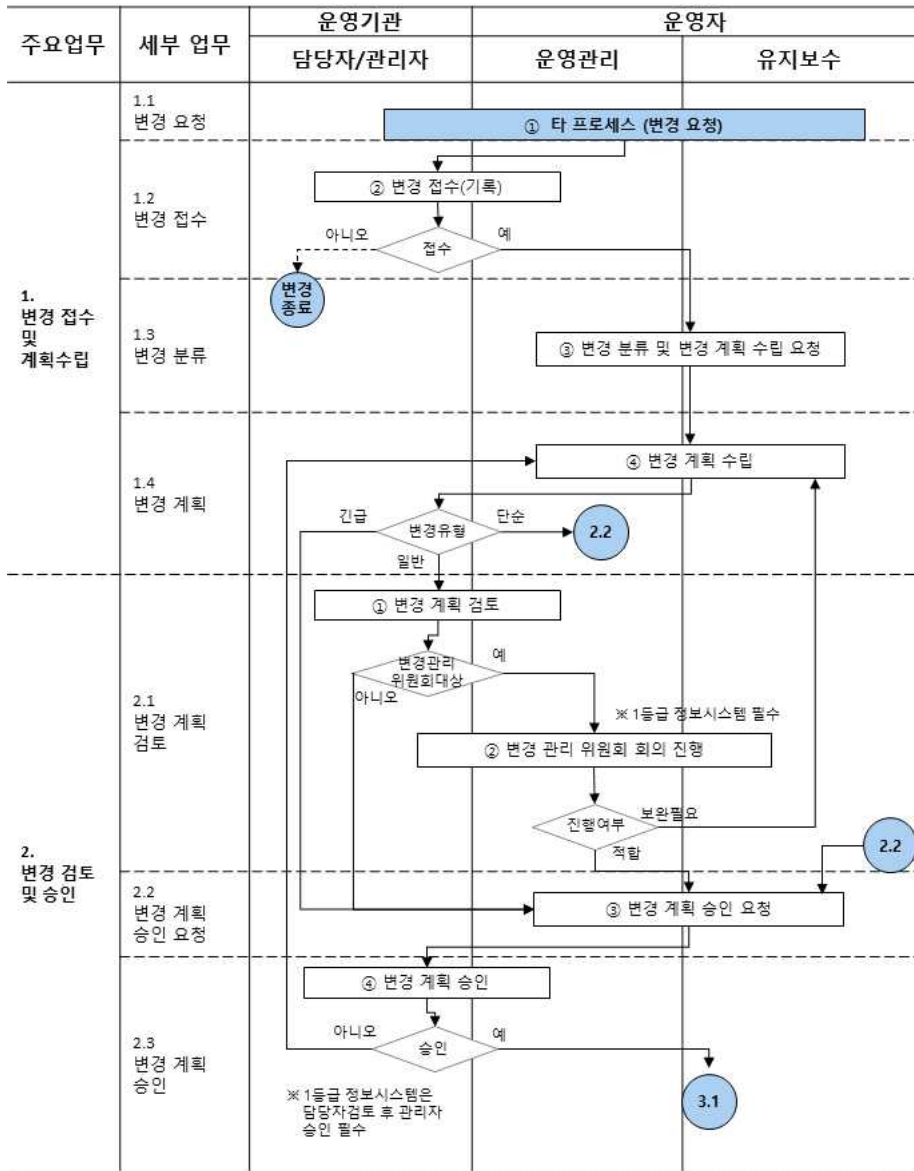 주요업무
세부 업무
운영기관
운영자
담당자/관리자
운영관리
유지보수
1.
변경 접수
및
계획수립
1.1
변경 요청
① 타 프로세스 (변경 요청)
1.2
변경 접수
② 변경 접수(기록)
아니오
접수
예
변경
종료
1.3
변경 분류
③ 변경 분류 및 변경 계획 수립 요청
1.4
변경 계획
④ 변경 계획 수립
긴급
변경유형
단순
2.2
일반
2.
변경 검토
및 승인
2.1
변경 계획
검토
① 변경 계획 검토
변경관리
위원회대상
예
아니오
※ 1등급 정보시스템 필수
② 변경 관리 위원회 회의 진행
진행여부
보완필요
적합
2.2
2.2
변경 계획
승인 요청
③ 변경 계획 승인 요청
2.3
변경 계획
승인
④ 변경 계획 승인
아니오
승인
예
3.1
※ 1등급 정보시스템은
담당자검토 후 관리자
승인 필수